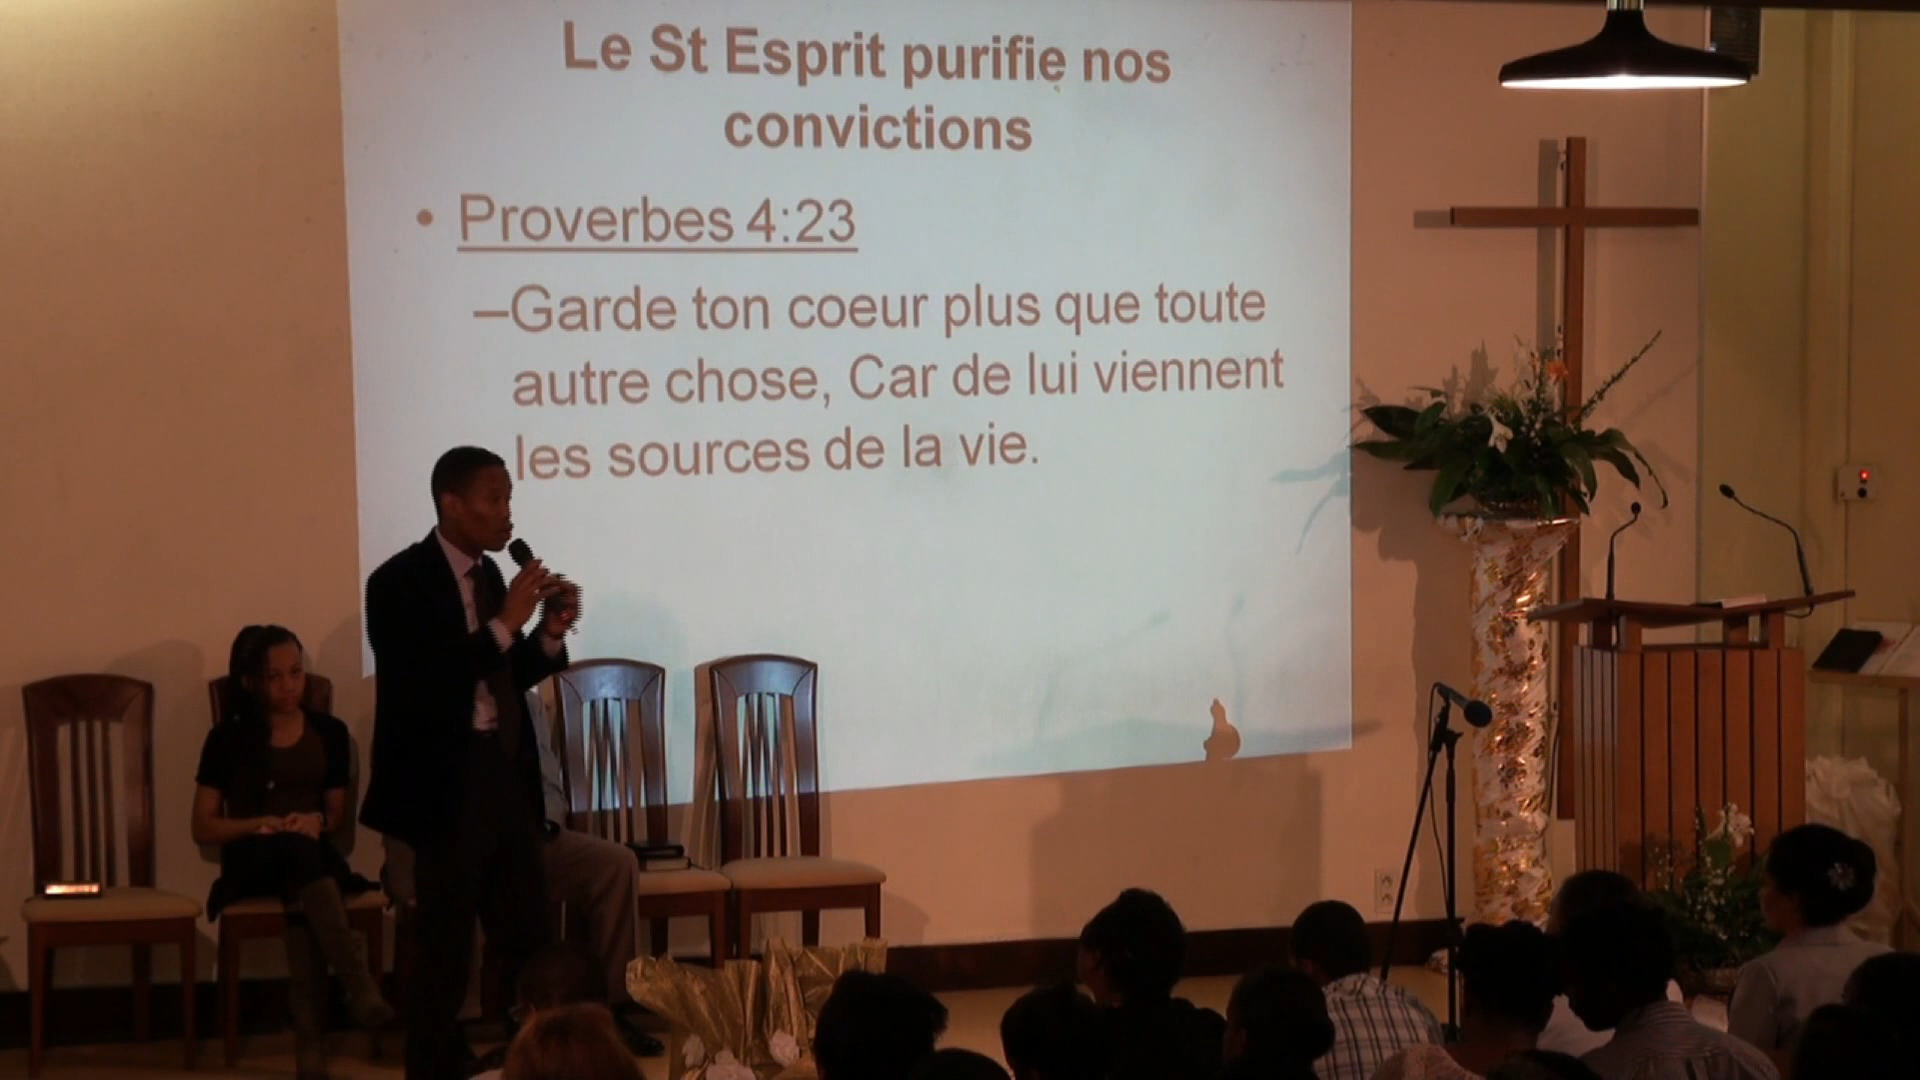 Le St Esprit purifie nos
convictions
• Proverbes 4:23
–Garde ton coeur plus que toute
autre chose, Car de lui viennent
les sources de la vie.